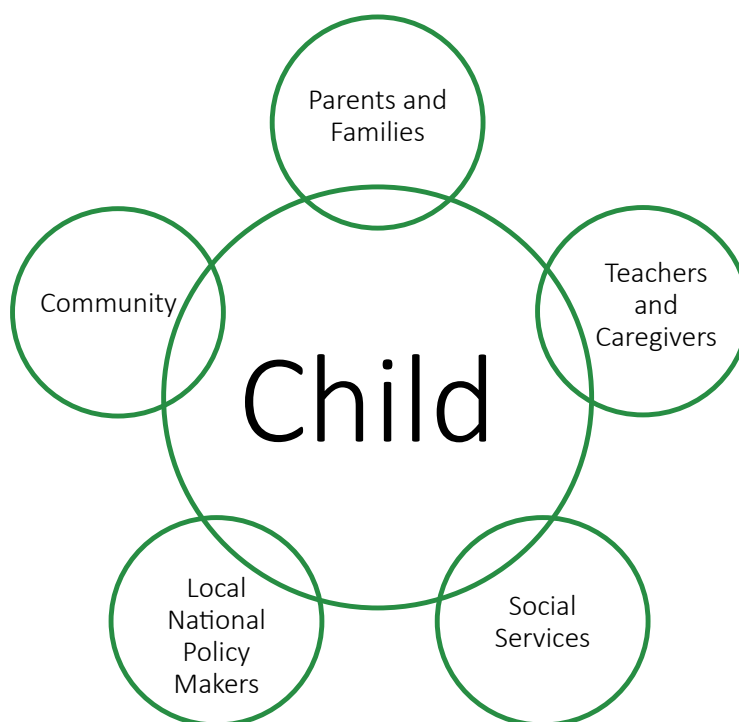 Parents and
Families
Community
Teachers
and
Caregivers
Child
Local
National
Policy
Makers
Social
Services